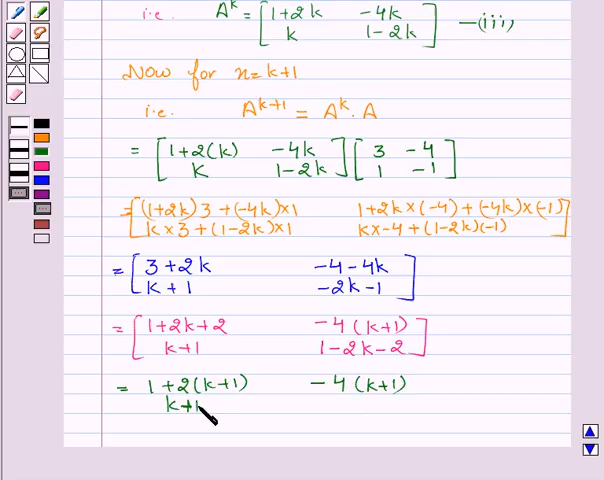 i.e. A^k = [1+2k -4k
k 1-2k] —(iii)
Now for n=k+1
i.e. A^{k+1} = A^k . A
= [1+2(k) -4k
K 1-2k] [3 -4
1 -1]
= [(1+2k)3+(-4k)×1 1+2k×(-4)+(-4k)×(-1)
k×3+(1-2k)×1 k×-4+(1-2k)(-1)]
= [3+2k -4-4k
k+1 -2k-1]
= [1+2k+2 -4(k+1)
k+1 1-2k-2]
= 1+2(k+1) -4(k+1)
k+1